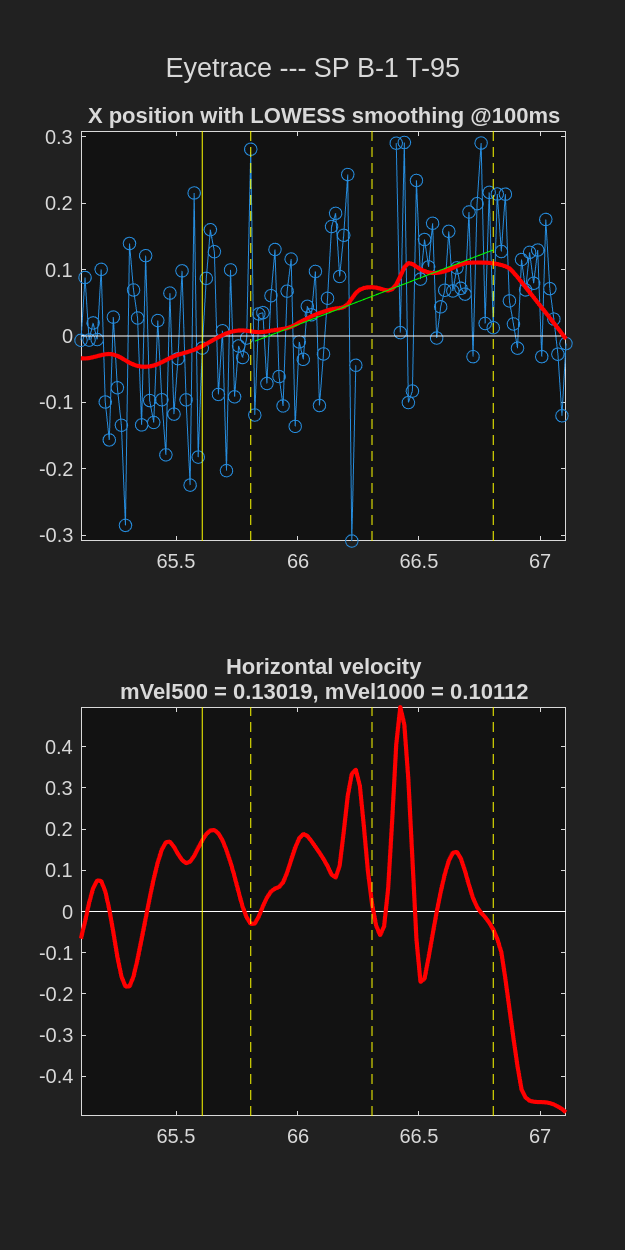 Eyetrace --- SP B-1 T-95
X position with LOWESS smoothing @100ms
0.3
0.2
0.1
0
-0.1
-0.2
-0.3
65.5 66 66.5 67
Horizontal velocity
mVel500 = 0.13019, mVel1000 = 0.10112
0.4
0.3
0.2
0.1
0
-0.1
-0.2
-0.3
-0.4
65.5 66 66.5 67